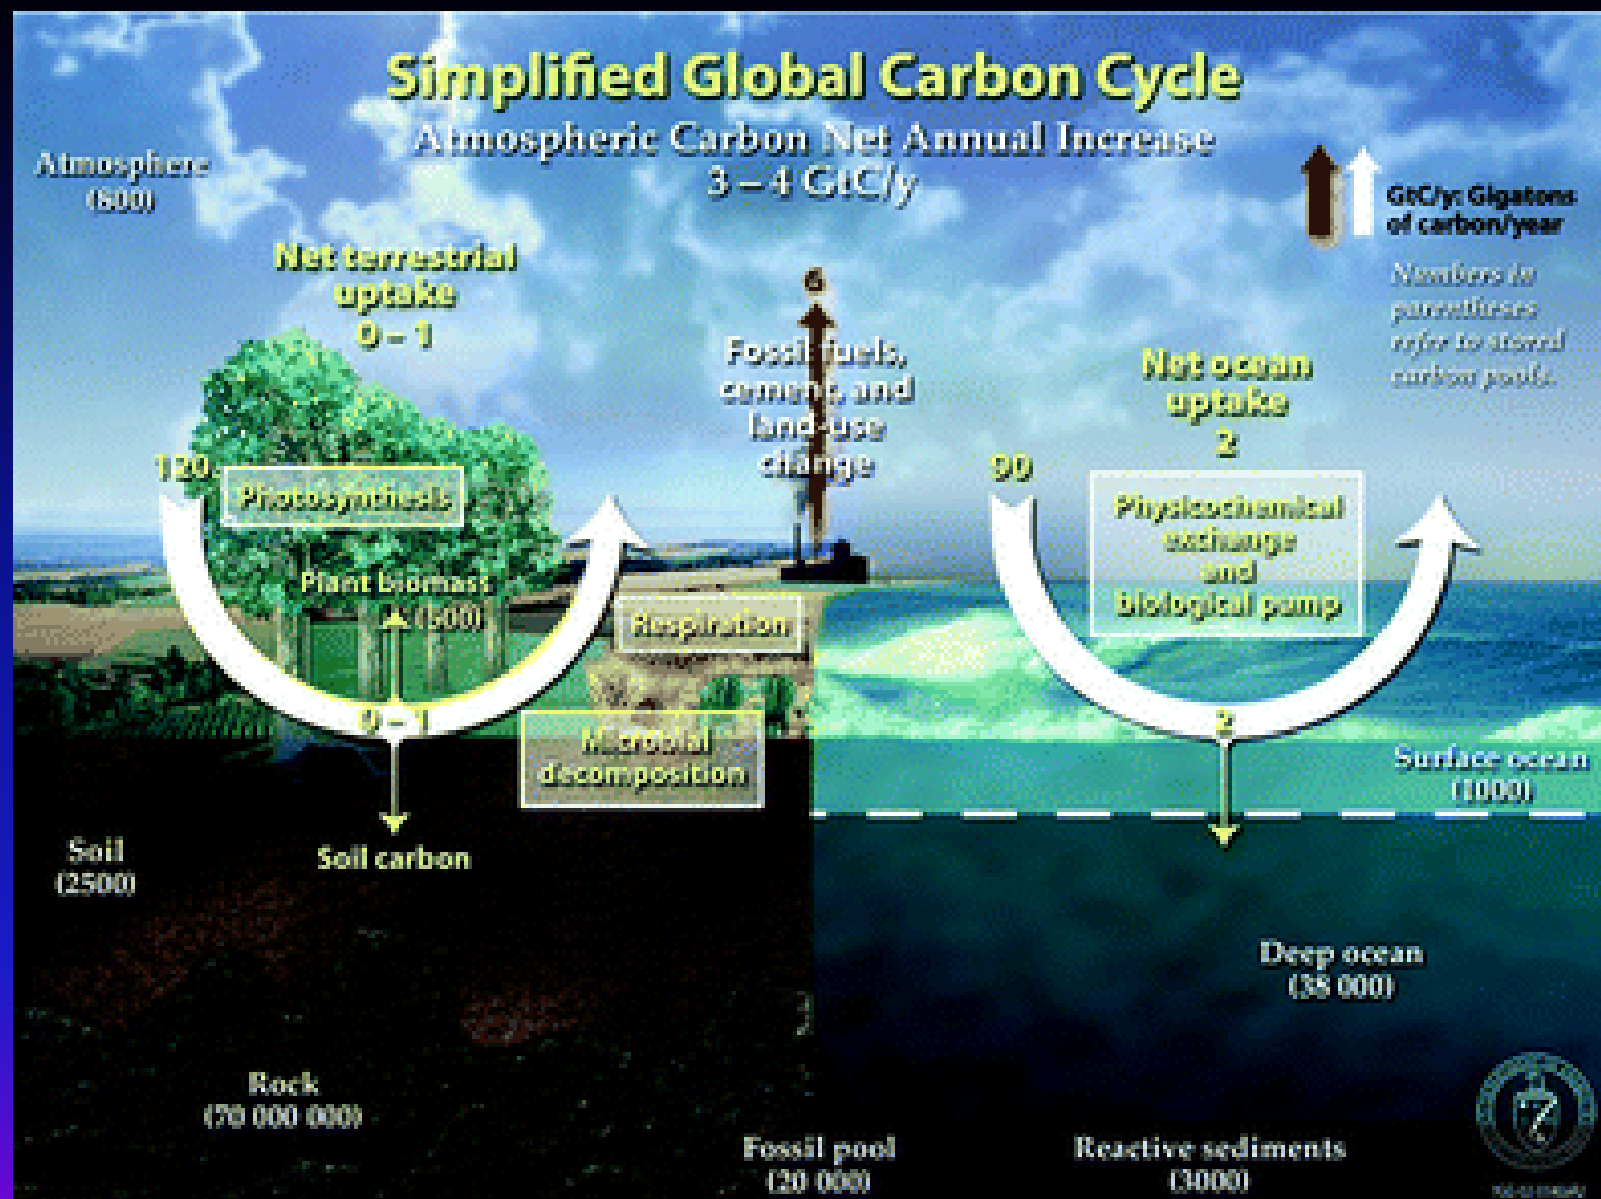 Simplified Global Carbon Cycle
Atmospheric Carbon Net Annual Increase
3 – 4 GtC/y
Atmosphere
(800)
GtC/y: Gigatons
of carbon/year
Numbers in
parentheses
refer to stored
carbon pools.
Net terrestrial
uptake
0 – 1
6
Fossil fuels,
cement, and
land-use
change
Net ocean
uptake
2
120
Photosynthesis
Plant biomass
(500)
Respiration
0 – 1
Microbial
decomposition
90
Physicochemical
exchange
and
biological pump
2
Surface ocean
(1000)
Soil carbon
Soil
(2500)
Deep ocean
(38 000)
Rock
(70 000 000)
Fossil pool
(20 000)
Reactive sediments
(3000)